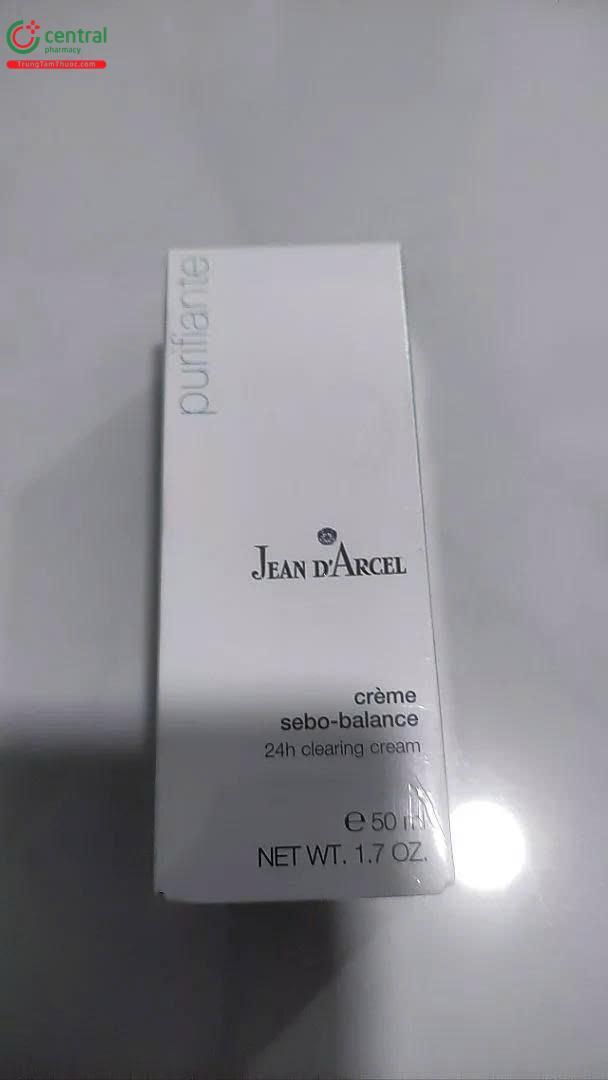 central
pharmacy
TrungTamThuoc.com
purifiante
JEAN D'ARCEL
crème
sebo-balance
24h clearing cream
℮ 50
NET WT. 1.7 OZ.